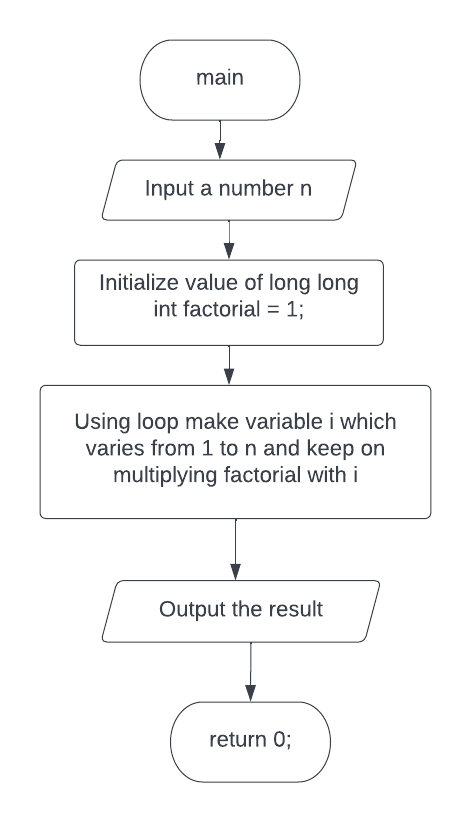 main
Input a number n
Initialize value of long long
int factorial = 1;
Using loop make variable i which
varies from 1 to n and keep on
multiplying factorial with i
Output the result
return 0;